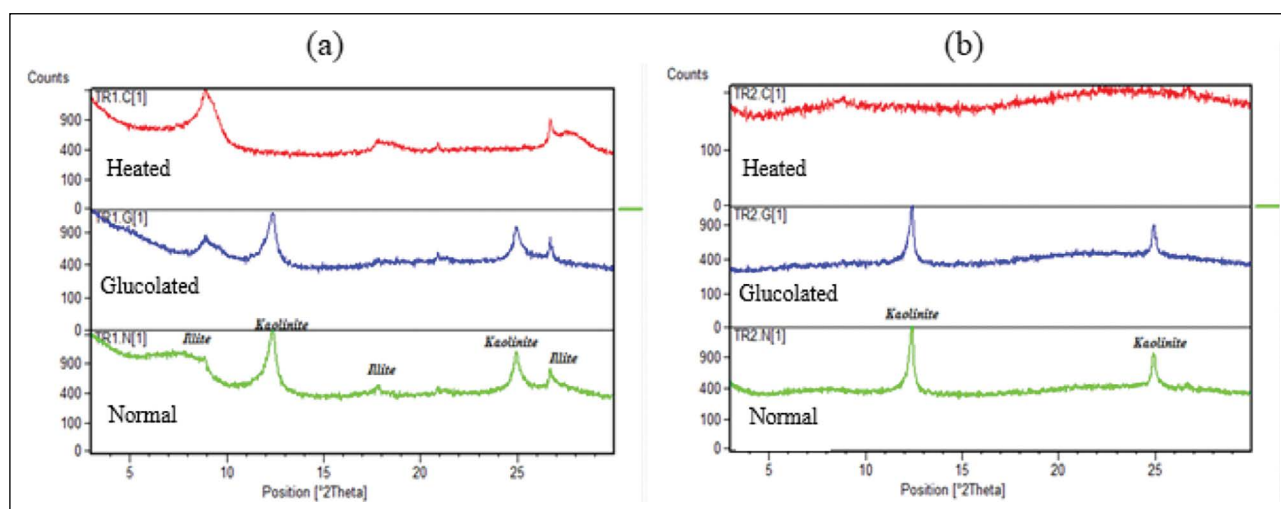 (a)
Counts
TR1.C[1]
900
400
100
0
Heated
TR1.G[1]
900
400
100
0
Glucolated
TR1.N[1]
Illite
Kaolinite
Illite
Kaolinite
Illite
900
400
100
0
Normal
5 10 15 20 25
Position [°2Theta]
(b)
Counts
TR2.C[1]
100
0
Heated
TR2.G[1]
900
400
100
0
Glucolated
TR2.N[1]
Kaolinite
Kaolinite
900
400
100
0
Normal
5 10 15 20 25
Position [°2Theta]